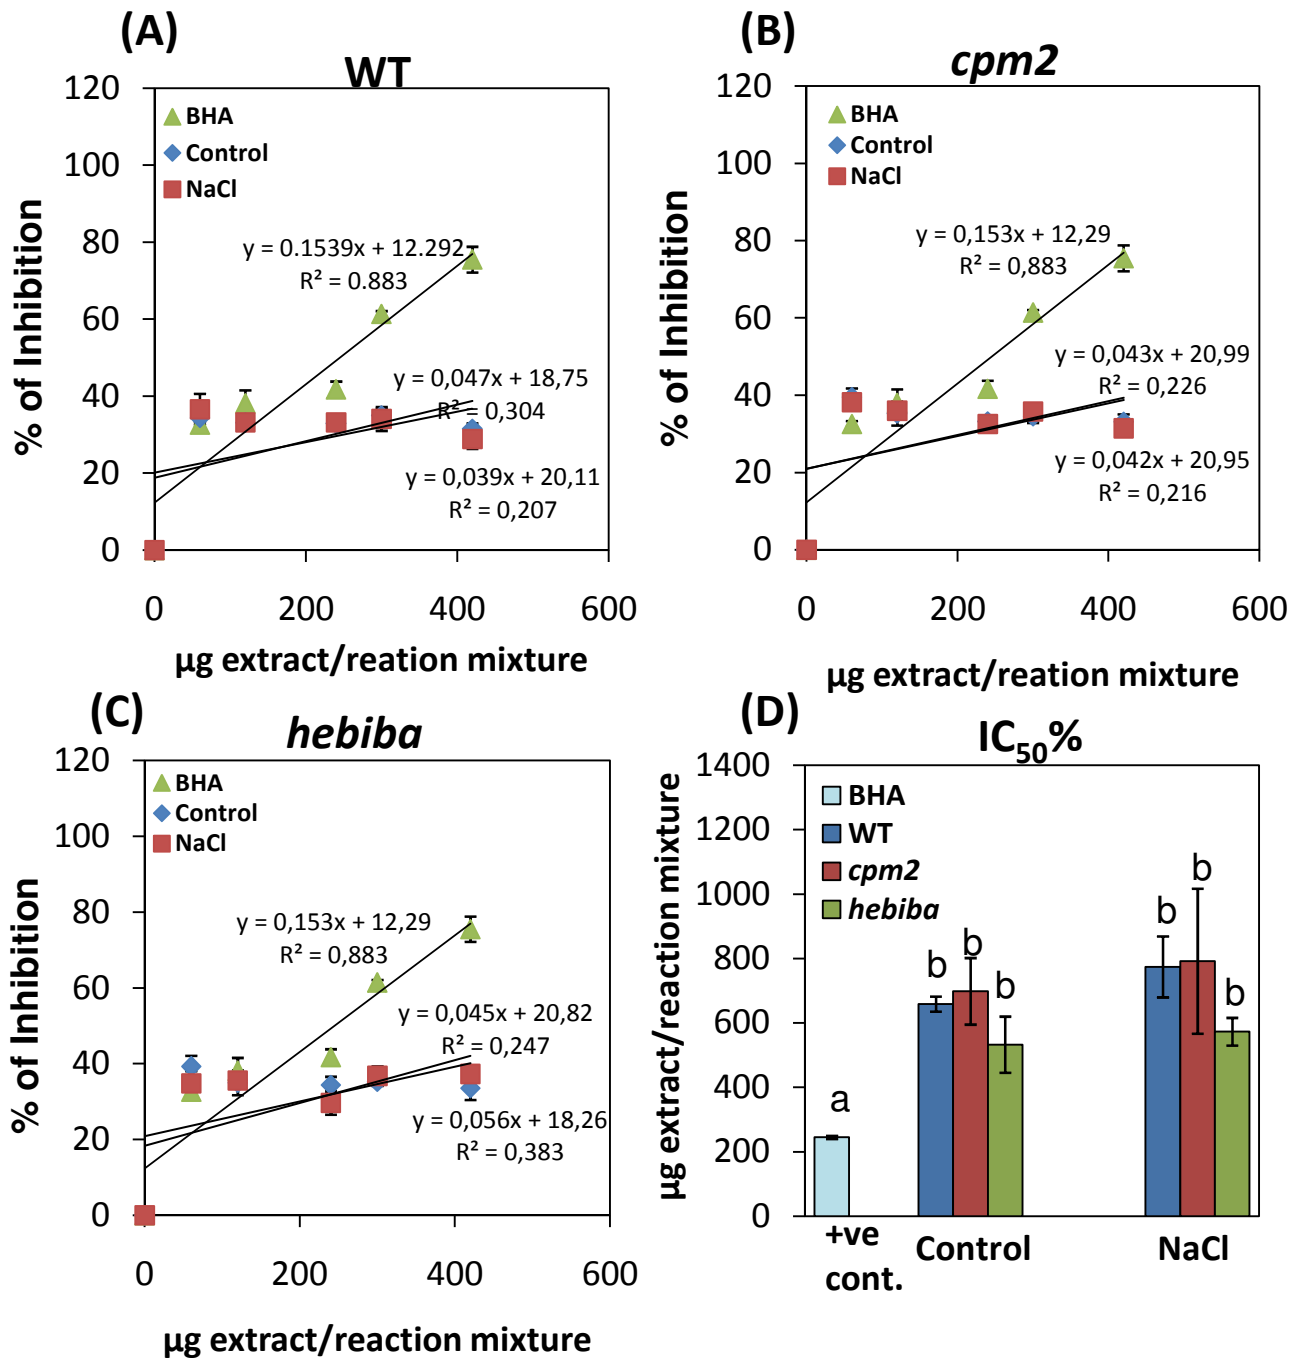 (A)
WT
120
100
80
60
40
20
0
0
200
400
600
% of Inhibition
µg extract/reation mixture
BHA
Control
NaCl
y = 0.1539x + 12.292
R² = 0.883
y = 0,047x + 18,75
R² = 0,304
y = 0,039x + 20,11
R² = 0,207
(B)
cpm2
120
100
80
60
40
20
0
0
200
400
600
% of Inhibition
µg extract/reation mixture
BHA
Control
NaCl
y = 0,153x + 12,29
R² = 0,883
y = 0,043x + 20,99
R² = 0,226
y = 0,042x + 20,95
R² = 0,216
(C)
hebiba
120
100
80
60
40
20
0
0
200
400
600
% of Inhibition
µg extract/reaction mixture
BHA
Control
NaCl
y = 0,153x + 12,29
R² = 0,883
y = 0,045x + 20,82
R² = 0,247
y = 0,056x + 18,26
R² = 0,383
(D)
IC₅₀%
1400
1200
1000
800
600
400
200
0
µg extract/reaction mixture
BHA
WT
cpm2
hebiba
a
b
b
b
b
b
b
+ve
cont.
Control
NaCl